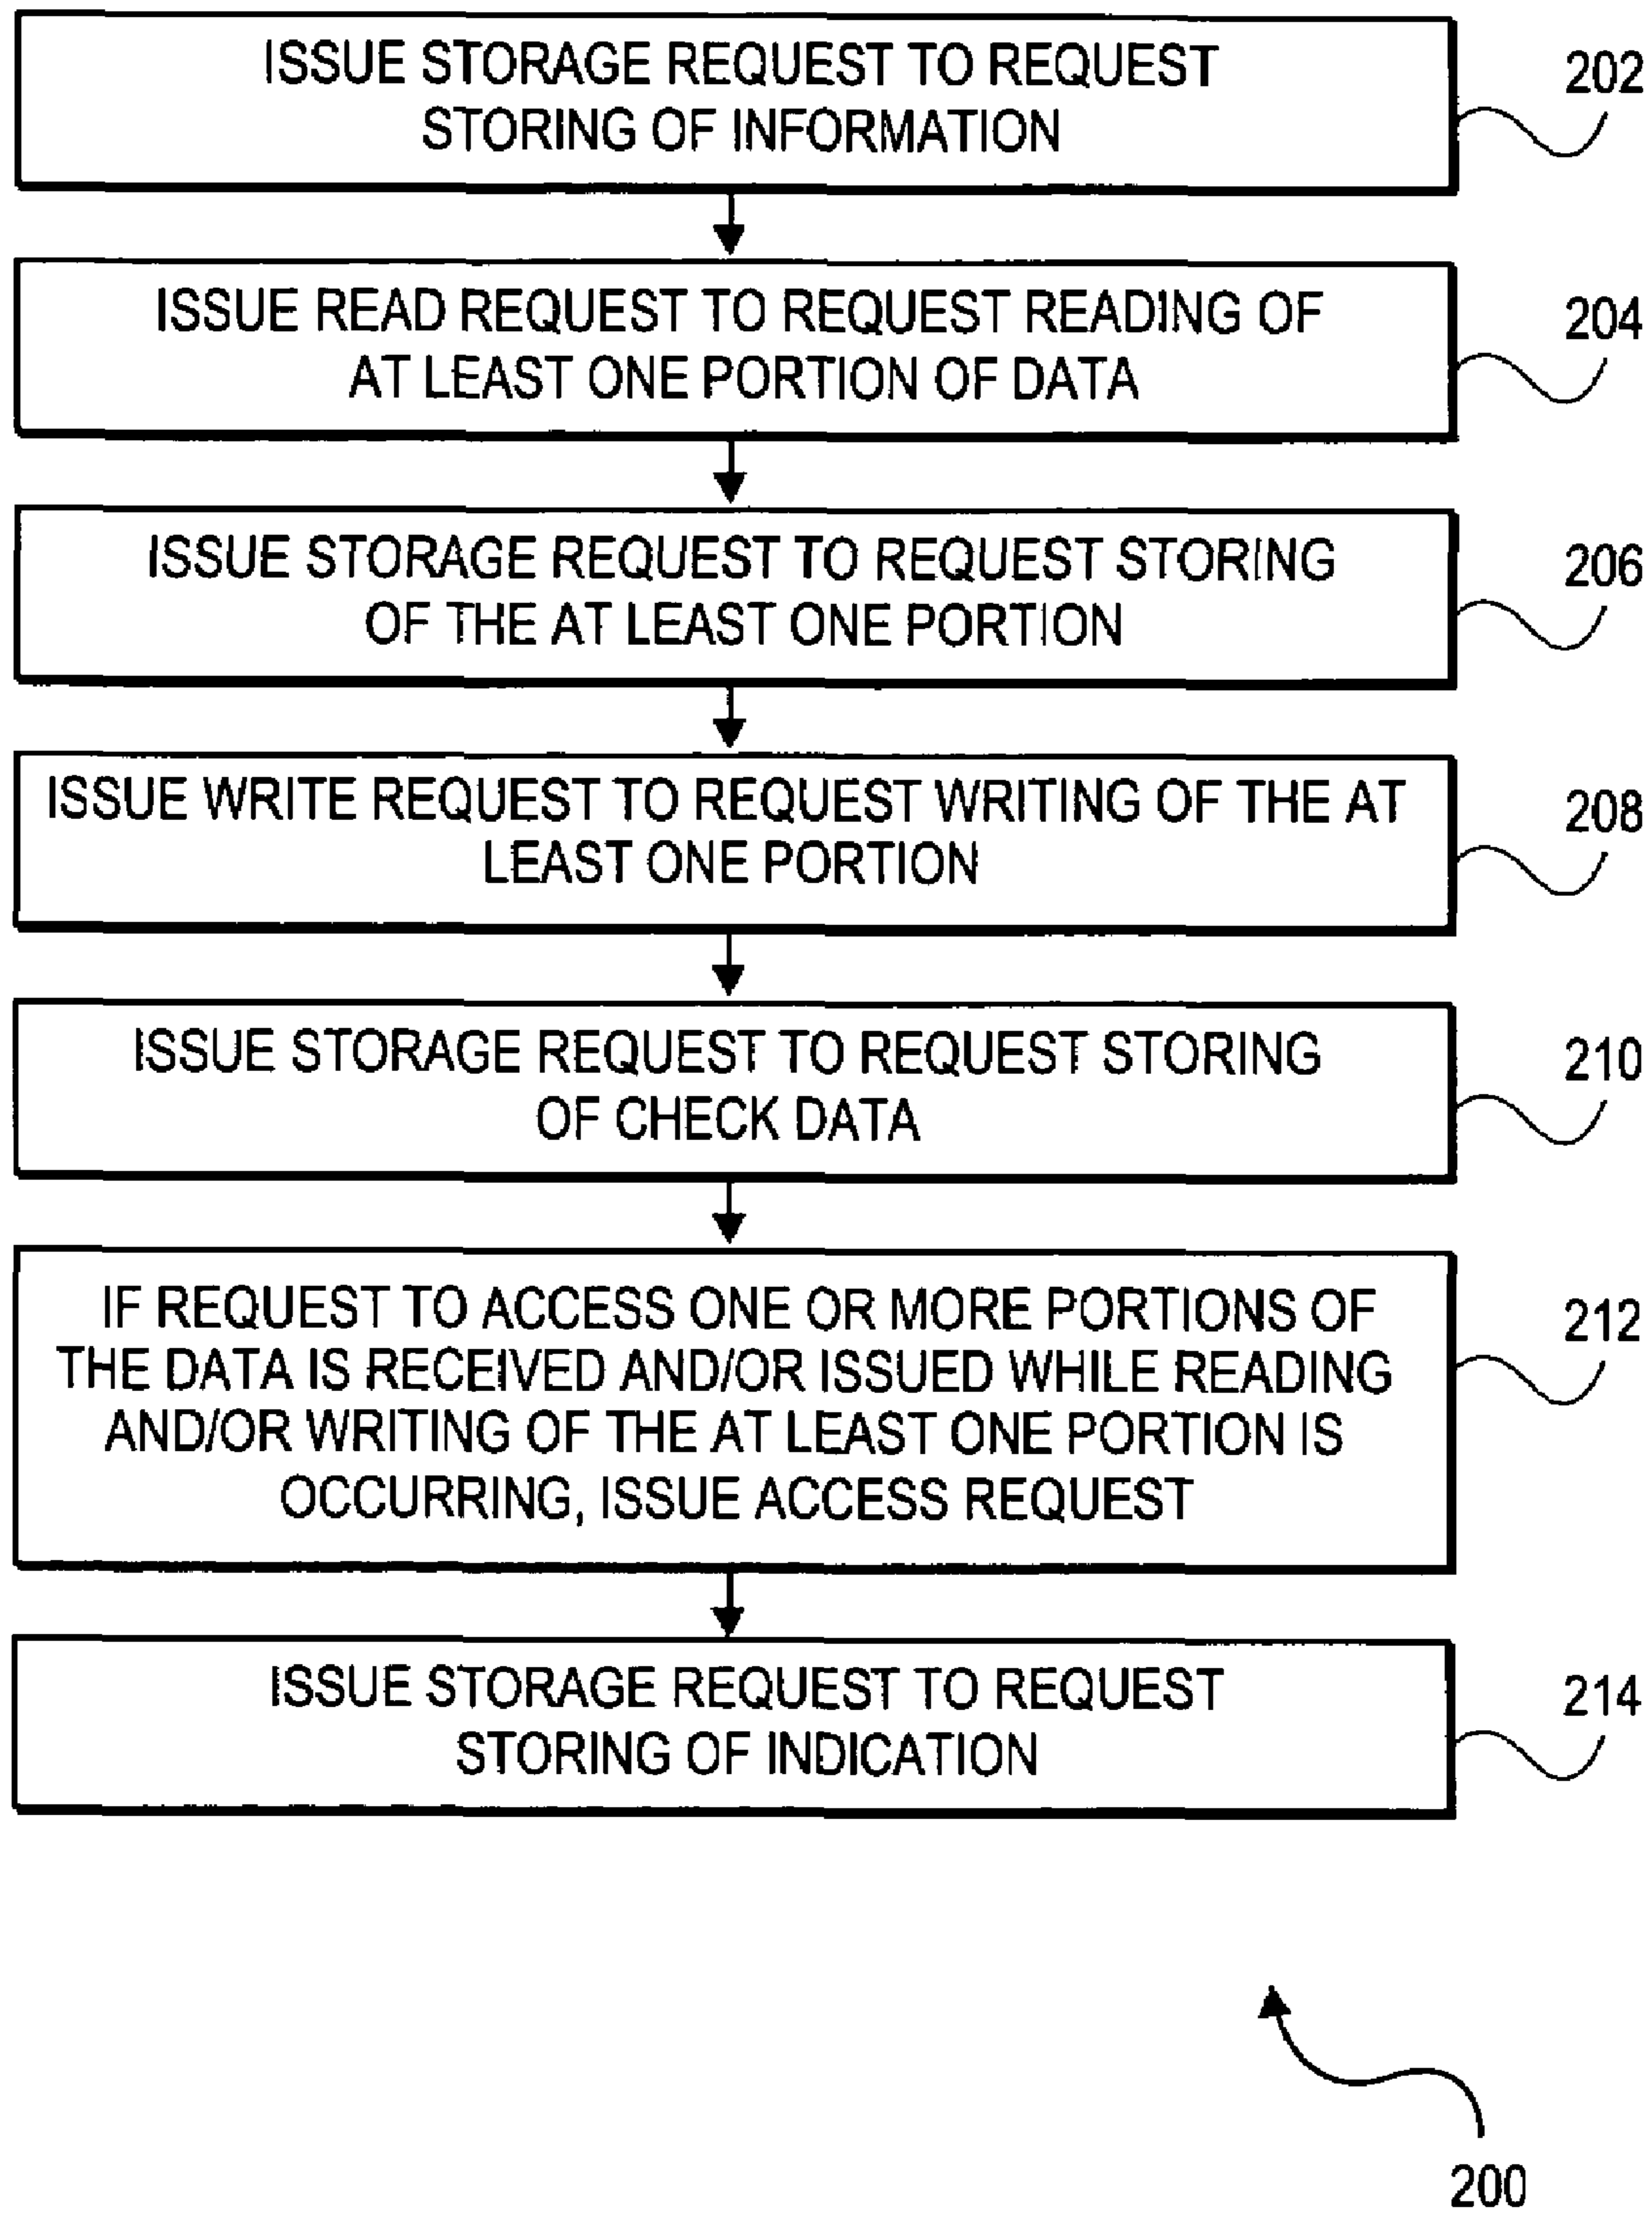 ISSUE STORAGE REQUEST TO REQUEST
STORING OF INFORMATION
202
ISSUE READ REQUEST TO REQUEST READING OF
AT LEAST ONE PORTION OF DATA
204
ISSUE STORAGE REQUEST TO REQUEST STORING
OF THE AT LEAST ONE PORTION
206
ISSUE WRITE REQUEST TO REQUEST WRITING OF THE AT
LEAST ONE PORTION
208
ISSUE STORAGE REQUEST TO REQUEST STORING
OF CHECK DATA
210
IF REQUEST TO ACCESS ONE OR MORE PORTIONS OF
THE DATA IS RECEIVED AND/OR ISSUED WHILE READING
AND/OR WRITING OF THE AT LEAST ONE PORTION IS
OCCURRING, ISSUE ACCESS REQUEST
212
ISSUE STORAGE REQUEST TO REQUEST
STORING OF INDICATION
214
200